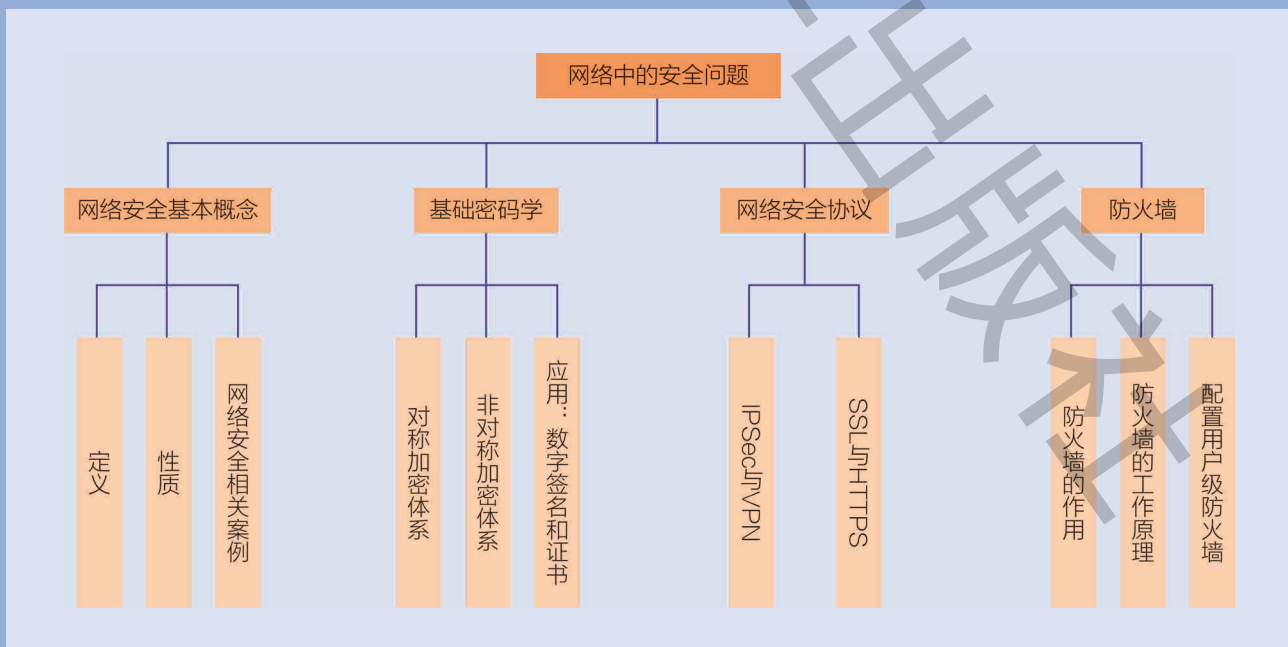 网络中的安全问题
网络安全基本概念
基础密码学
网络安全协议
防火墙
定义
性质
网络安全相关案例
对称加密体系
非对称加密体系
应用：数字签名和证书
IPSec与VPN
SSL与HTTPS
防火墙的作用
防火墙的工作原理
配置用户级防火墙
出版社